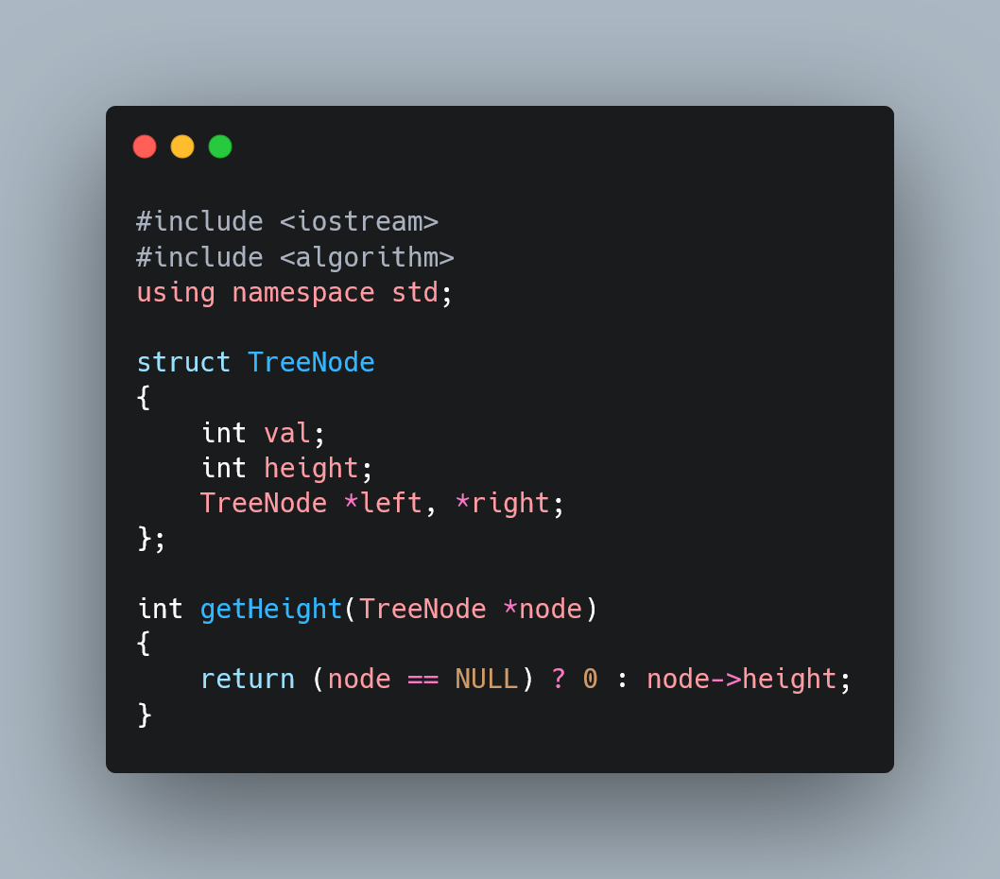 #include <iostream>
#include <algorithm>
using namespace std;

struct TreeNode
{
    int val;
    int height;
    TreeNode *left, *right;
};

int getHeight(TreeNode *node)
{
    return (node == NULL) ? 0 : node->height;
}